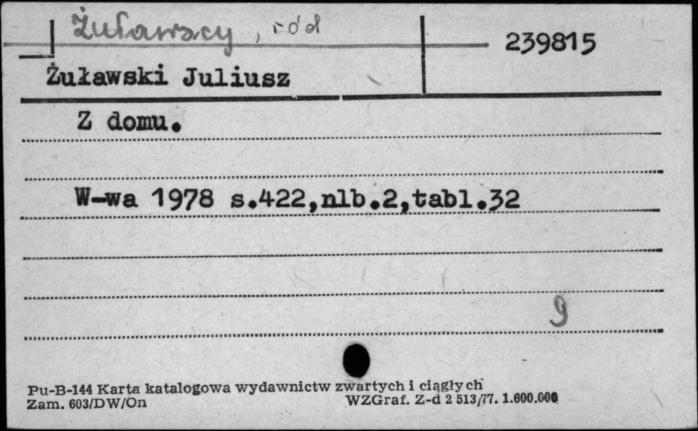 Żuławscy, ród
239815
Żuławski Juliusz
Z domu.
W-wa 1978 s.422,nlb.2,tabl.32
9
Pu-B-144 Karta katalogowa wydawnictw zwartych i ciągłych
Zam. 603/DW/On WZGraf. Z-d 2 513/77. 1.600.000